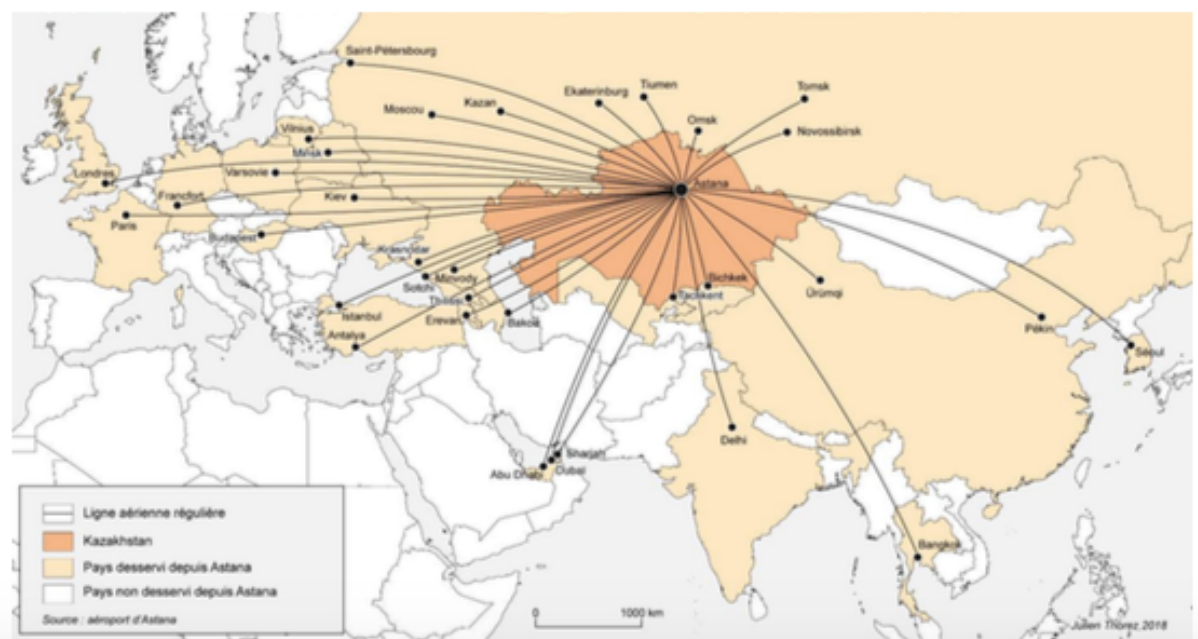 Saint-Pétersbourg
Tiumen
Ekaterinburg
Tomsk
Kazan
Moscou
Omsk
Novossibirsk
Vilnius
Minsk
Varsovie
Londres
Astana
Francfort
Kiev
Paris
Budapest
Krasnodar
Minvody
Bichkek
Sotchi
Ürümqi
Tachkent
Tbilissi
Istanbul
Erevan
Bakou
Pékin
Antalya
Séoul
Delhi
Sharjah
Abu Dhabi
Dubaï
Bangkok
Ligne aérienne régulière
Kazakhstan
Pays desservi depuis Astana
Pays non desservi depuis Astana
Source : aéroport d'Astana
0 1000 km
Julien Thorez 2018